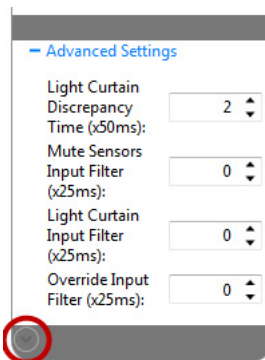 − Advanced Settings
Light Curtain
Discrepancy
Time (x50ms):
2
Mute Sensors
Input Filter
(x25ms):
0
Light Curtain
Input Filter
(x25ms):
0
Override Input
Filter (x25ms):
0